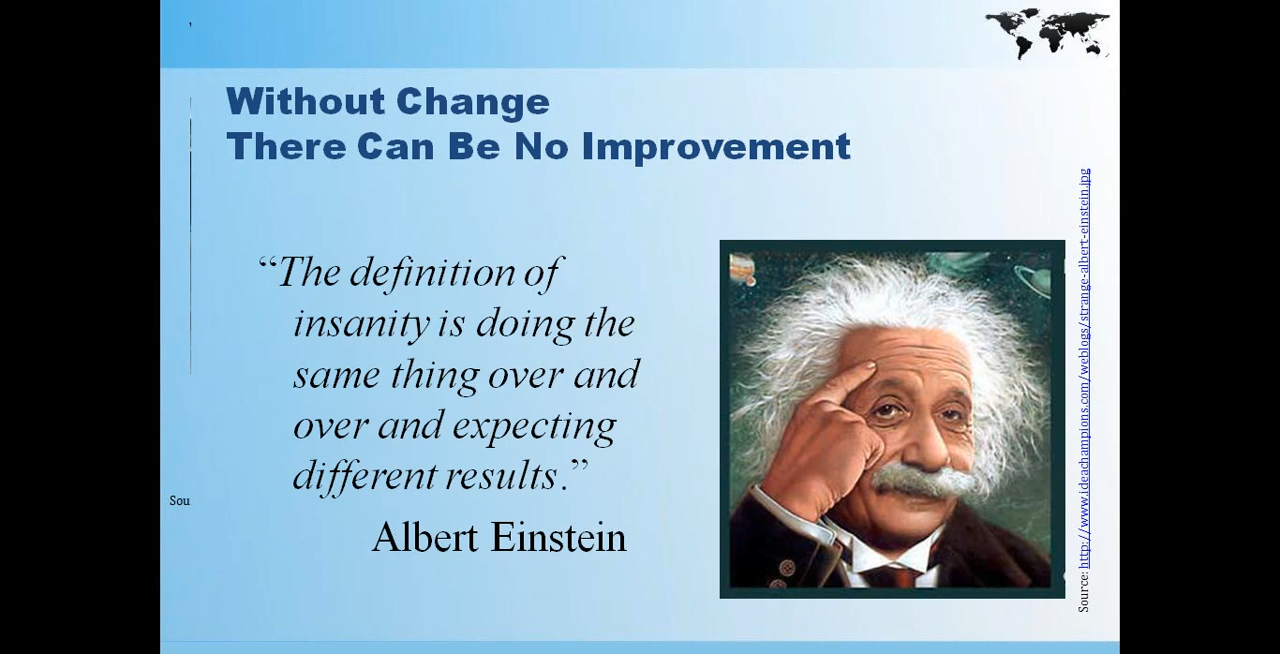 Without Change
There Can Be No Improvement
“The definition of
insanity is doing the
same thing over and
over and expecting
different results.”
Albert Einstein
Sou
Source: http://www.ideachampions.com/weblogs/strange-albert-einstein.jpg